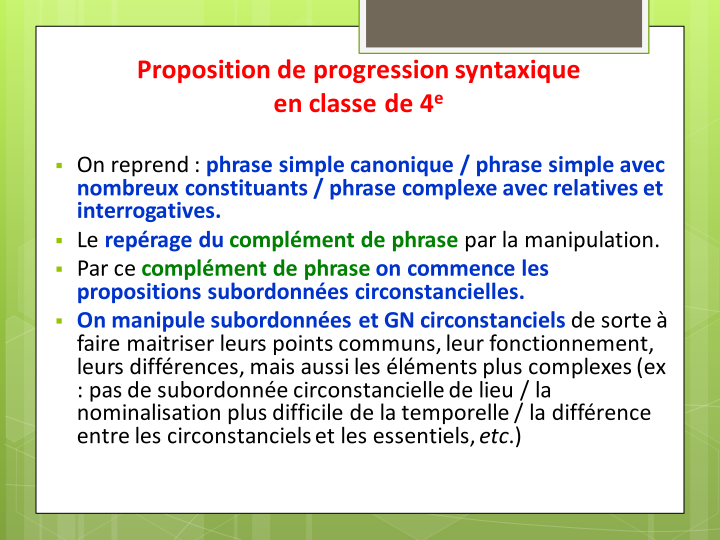 Proposition de progression syntaxique
en classe de 4e
▪ On reprend : phrase simple canonique / phrase simple avec
nombreux constituants / phrase complexe avec relatives et
interrogatives.
▪ Le repérage du complément de phrase par la manipulation.
▪ Par ce complément de phrase on commence les
propositions subordonnées circonstancielles.
▪ On manipule subordonnées et GN circonstanciels de sorte à
faire maitriser leurs points communs, leur fonctionnement,
leurs différences, mais aussi les éléments plus complexes (ex
: pas de subordonnée circonstancielle de lieu / la
nominalisation plus difficile de la temporelle / la différence
entre les circonstanciels et les essentiels, etc.)